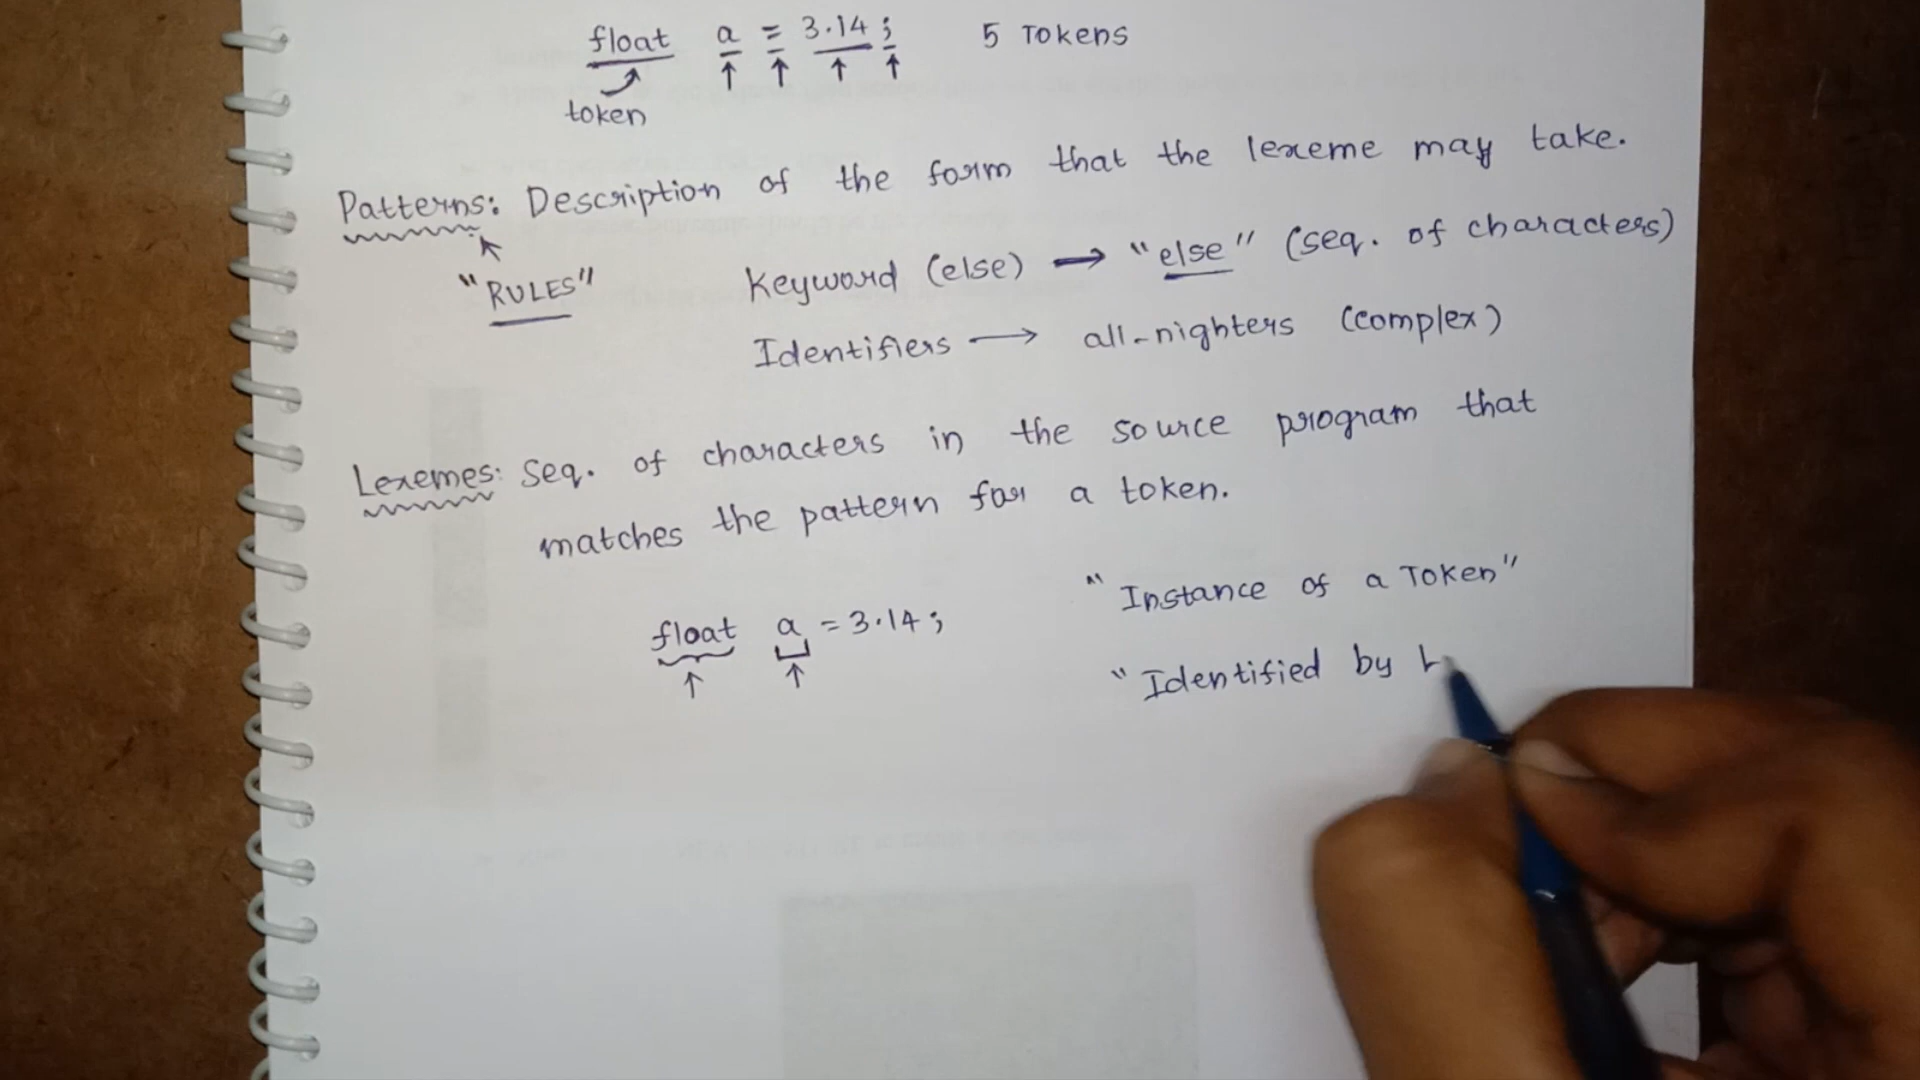 float a = 3.14; 5 Tokens
token
Patterns: Description of the form that the lexeme may take.
"RULES" Keyword (else) → "else" (seq. of characters)
Identifiers → all-nighters (complex)
Lexemes: Seq. of characters in the source program that
matches the pattern for a token.
"Instance of a Token"
float a = 3.14;
"Identified by